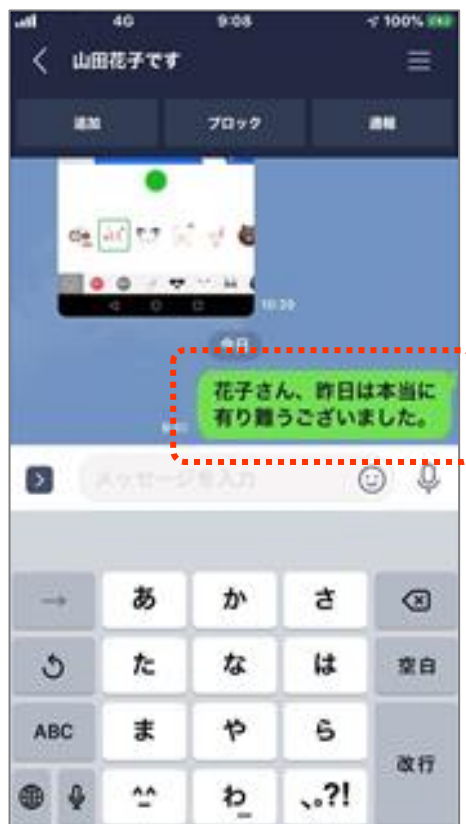 4G 9:08 100%
山田花子です
追加 ブロック 通報
10:39
今日
花子さん、昨日は本当に
有り難うございました。
メッセージを入力
→ あ か さ
た な は 空白
ABC ま や ら
改行
^^ わ 、。?!